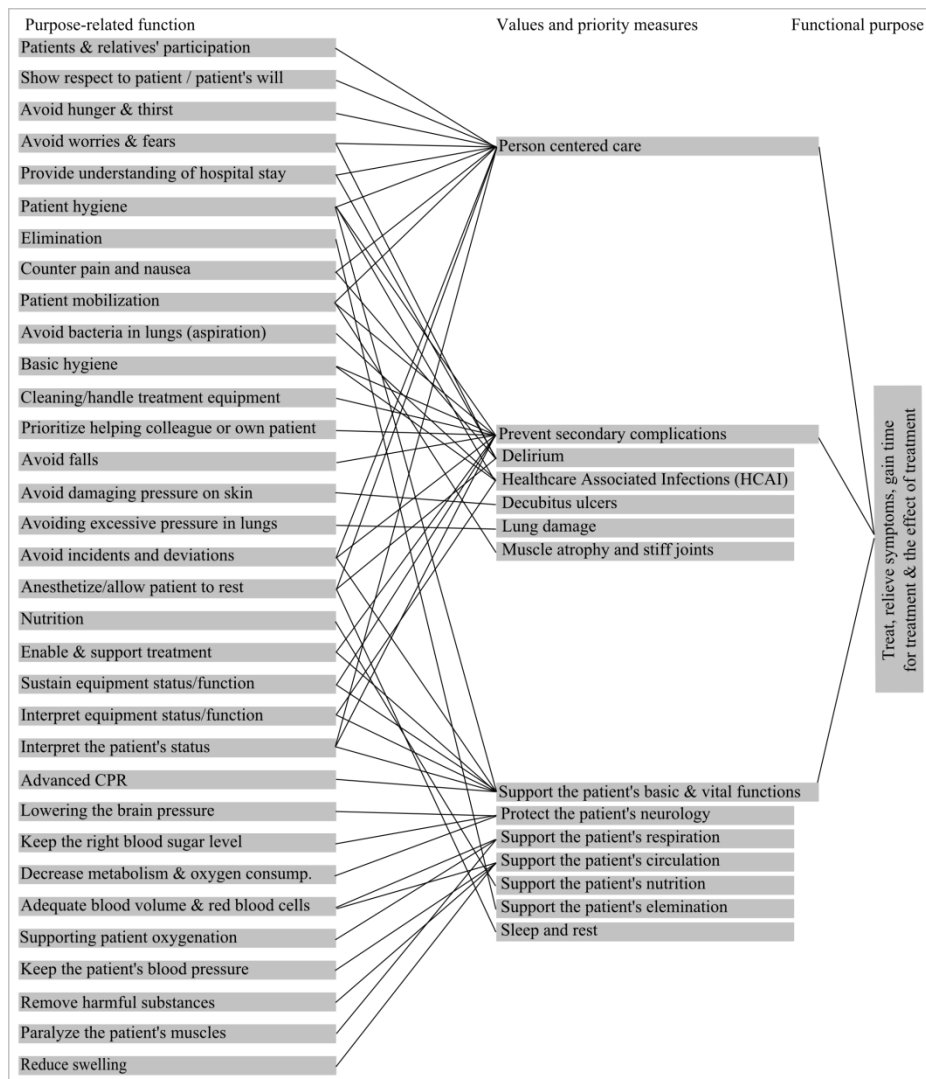 Purpose-related function
Values and priority measures
Functional purpose
Patients & relatives' participation
Show respect to patient / patient's will
Avoid hunger & thirst
Avoid worries & fears
Provide understanding of hospital stay
Patient hygiene
Elimination
Counter pain and nausea
Patient mobilization
Avoid bacteria in lungs (aspiration)
Basic hygiene
Cleaning/handle treatment equipment
Prioritize helping colleague or own patient
Avoid falls
Avoid damaging pressure on skin
Avoiding excessive pressure in lungs
Avoid incidents and deviations
Anesthetize/allow patient to rest
Nutrition
Enable & support treatment
Sustain equipment status/function
Interpret equipment status/function
Interpret the patient's status
Advanced CPR
Lowering the brain pressure
Keep the right blood sugar level
Decrease metabolism & oxygen consump.
Adequate blood volume & red blood cells
Supporting patient oxygenation
Keep the patient's blood pressure
Remove harmful substances
Paralyze the patient's muscles
Reduce swelling
Person centered care
Prevent secondary complications
Delirium
Healthcare Associated Infections (HCAI)
Decubitus ulcers
Lung damage
Muscle atrophy and stiff joints
Support the patient's basic & vital functions
Protect the patient's neurology
Support the patient's respiration
Support the patient's circulation
Support the patient's nutrition
Support the patient's elemination
Sleep and rest
Treat, relieve symptoms, gain time
for treatment & the effect of treatment